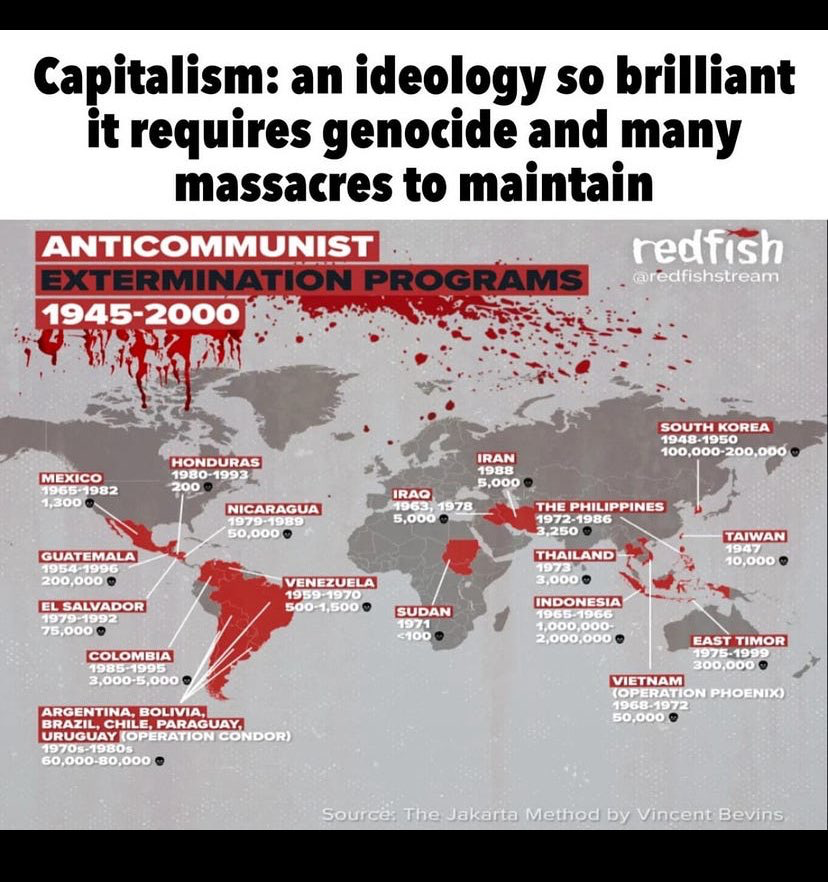 Capitalism: an ideology so brilliant
it requires genocide and many
massacres to maintain
ANTICOMMUNIST
EXTERMINATION PROGRAMS
1945-2000
redfish
@redfishstream
SOUTH KOREA
1948-1950
100,000-200,000
HONDURAS
1980-1993
200
IRAN
1988
5,000
MEXICO
1965-1982
1,300
IRAQ
1963, 1978
5,000
NICARAGUA
1979-1989
50,000
THE PHILIPPINES
1972-1986
3,250
TAIWAN
1947
10,000
GUATEMALA
1954-1996
200,000
THAILAND
1973
3,000
VENEZUELA
1959-1970
500-1,500
EL SALVADOR
1979-1992
75,000
SUDAN
1971
<100
INDONESIA
1965-1966
1,000,000-
2,000,000
EAST TIMOR
1975-1999
300,000
COLOMBIA
1985-1995
3,000-5,000
VIETNAM
(OPERATION PHOENIX)
1968-1972
50,000
ARGENTINA, BOLIVIA,
BRAZIL, CHILE, PARAGUAY,
URUGUAY (OPERATION CONDOR)
1970s-1980s
60,000-80,000
Source: The Jakarta Method by Vincent Bevins,